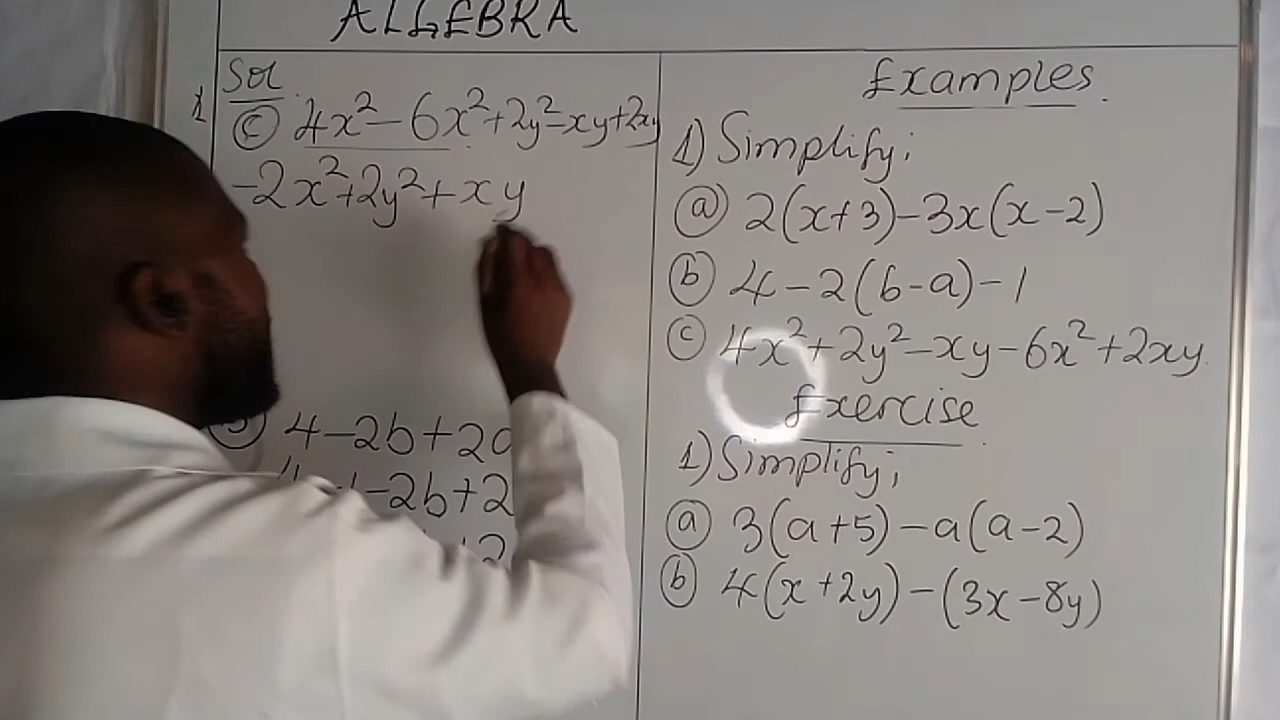 ALGEBRA
Sol
© 4x²-6x²+2y²-xy+2xy
-2x²+2y²+xy
4-2b+2a
-2b+2
+2
Examples.
1) Simplify;
ⓐ 2(x+3)-3x(x-2)
ⓑ 4-2(b-a)-1
ⓒ 4x²+2y²-xy-6x²+2xy.
Exercise
1) Simplify;
ⓐ 3(a+5)-a(a-2)
ⓑ 4(x+2y)-(3x-8y)